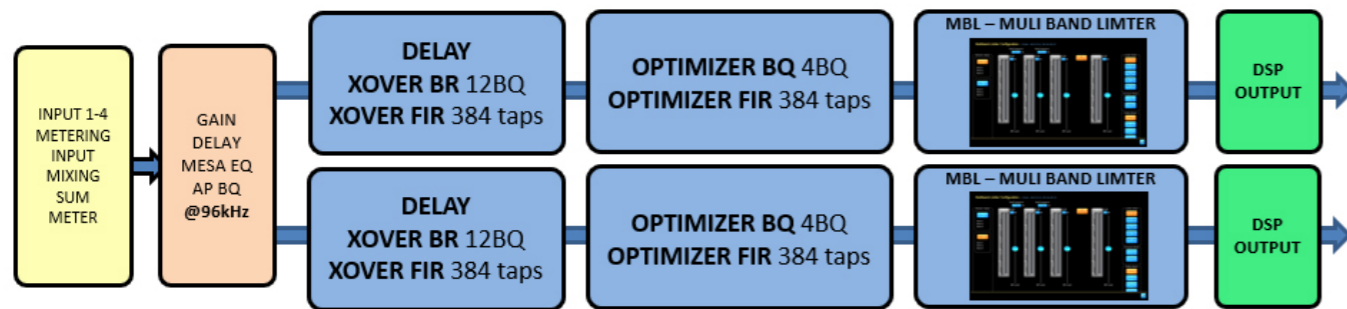 INPUT 1-4
METERING
INPUT
MIXING
SUM
METER
GAIN
DELAY
MESA EQ
AP BQ
@96kHz
DELAY
XOVER BR 12BQ
XOVER FIR 384 taps
OPTIMIZER BQ 4BQ
OPTIMIZER FIR 384 taps
MBL – MULI BAND LIMTER
DSP
OUTPUT
DELAY
XOVER BR 12BQ
XOVER FIR 384 taps
OPTIMIZER BQ 4BQ
OPTIMIZER FIR 384 taps
MBL – MULI BAND LIMTER
DSP
OUTPUT